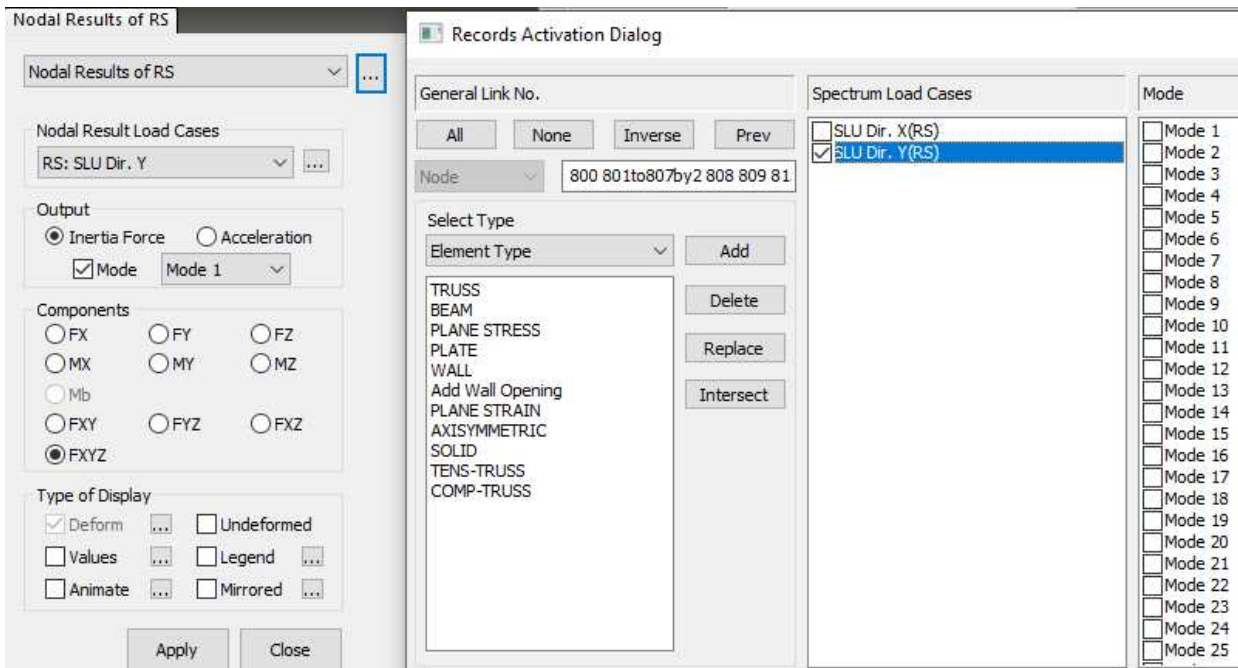 Nodal Results of RS
Nodal Results of RS
...
Nodal Result Load Cases
RS: SLU Dir. Y
...
Output
Inertia Force Acceleration
Mode Mode 1
Components
FX FY FZ
MX MY MZ
Mb
FXY FYZ FXZ
FXYZ
Type of Display
Deform ... Undeformed
Values ... Legend ...
Animate ... Mirrored ...
Apply Close
Records Activation Dialog
General Link No.
All None Inverse Prev
Node 800 801to807by2 808 809 81
Select Type
Element Type
Add
Delete
Replace
Intersect
TRUSS
BEAM
PLANE STRESS
PLATE
WALL
Add Wall Opening
PLANE STRAIN
AXISYMMETRIC
SOLID
TENS-TRUSS
COMP-TRUSS
Spectrum Load Cases
SLU Dir. X(RS)
SLU Dir. Y(RS)
Mode
Mode 1
Mode 2
Mode 3
Mode 4
Mode 5
Mode 6
Mode 7
Mode 8
Mode 9
Mode 10
Mode 11
Mode 12
Mode 13
Mode 14
Mode 15
Mode 16
Mode 17
Mode 18
Mode 19
Mode 20
Mode 21
Mode 22
Mode 23
Mode 24
Mode 25